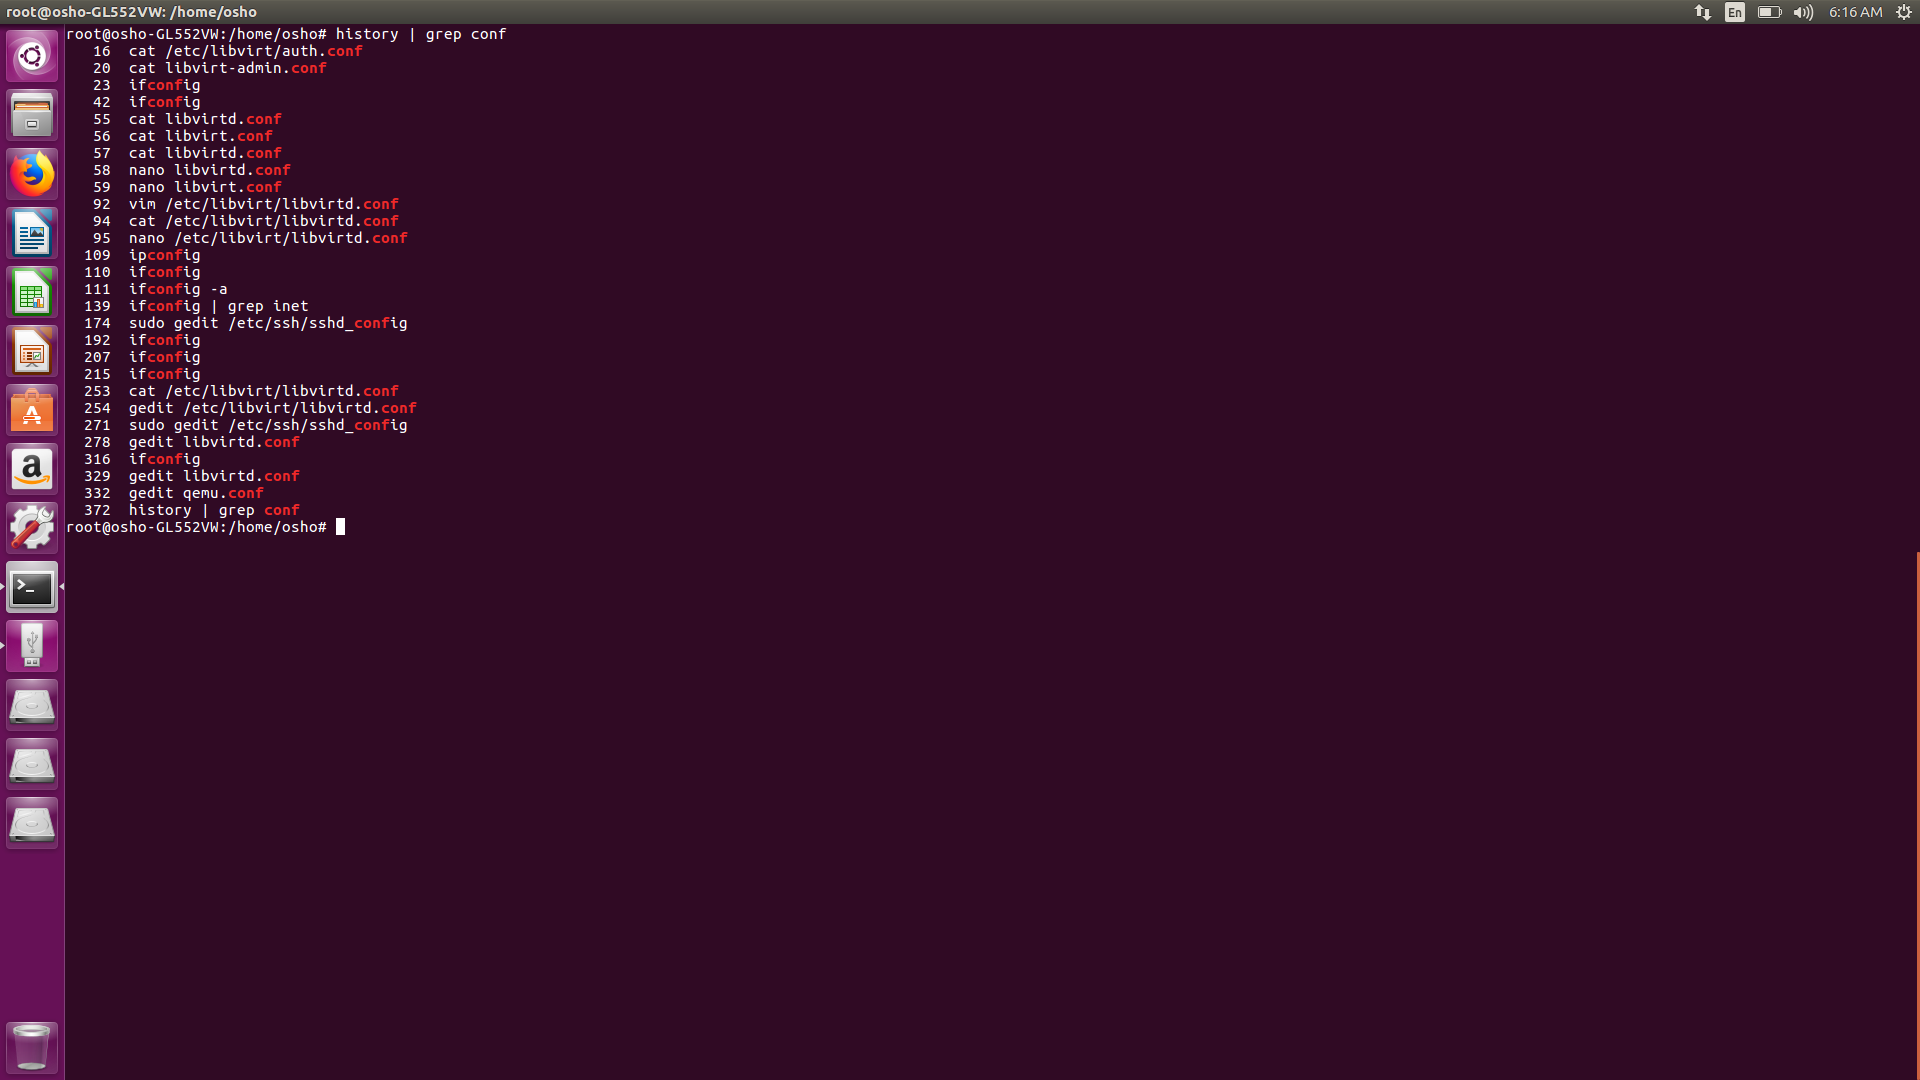 root@osho-GL552VW: /home/osho
En
6:16 AM
root@osho-GL552VW:/home/osho# history | grep conf
16 cat /etc/libvirt/auth.conf
20 cat libvirt-admin.conf
23 ifconfig
42 ifconfig
55 cat libvirtd.conf
56 cat libvirt.conf
57 cat libvirtd.conf
58 nano libvirtd.conf
59 nano libvirt.conf
92 vim /etc/libvirt/libvirtd.conf
94 cat /etc/libvirt/libvirtd.conf
95 nano /etc/libvirt/libvirtd.conf
109 ipconfig
110 ifconfig
111 ifconfig -a
139 ifconfig | grep inet
174 sudo gedit /etc/ssh/sshd_config
192 ifconfig
207 ifconfig
215 ifconfig
253 cat /etc/libvirt/libvirtd.conf
254 gedit /etc/libvirt/libvirtd.conf
271 sudo gedit /etc/ssh/sshd_config
278 gedit libvirtd.conf
316 ifconfig
329 gedit libvirtd.conf
332 gedit qemu.conf
372 history | grep conf
root@osho-GL552VW:/home/osho#